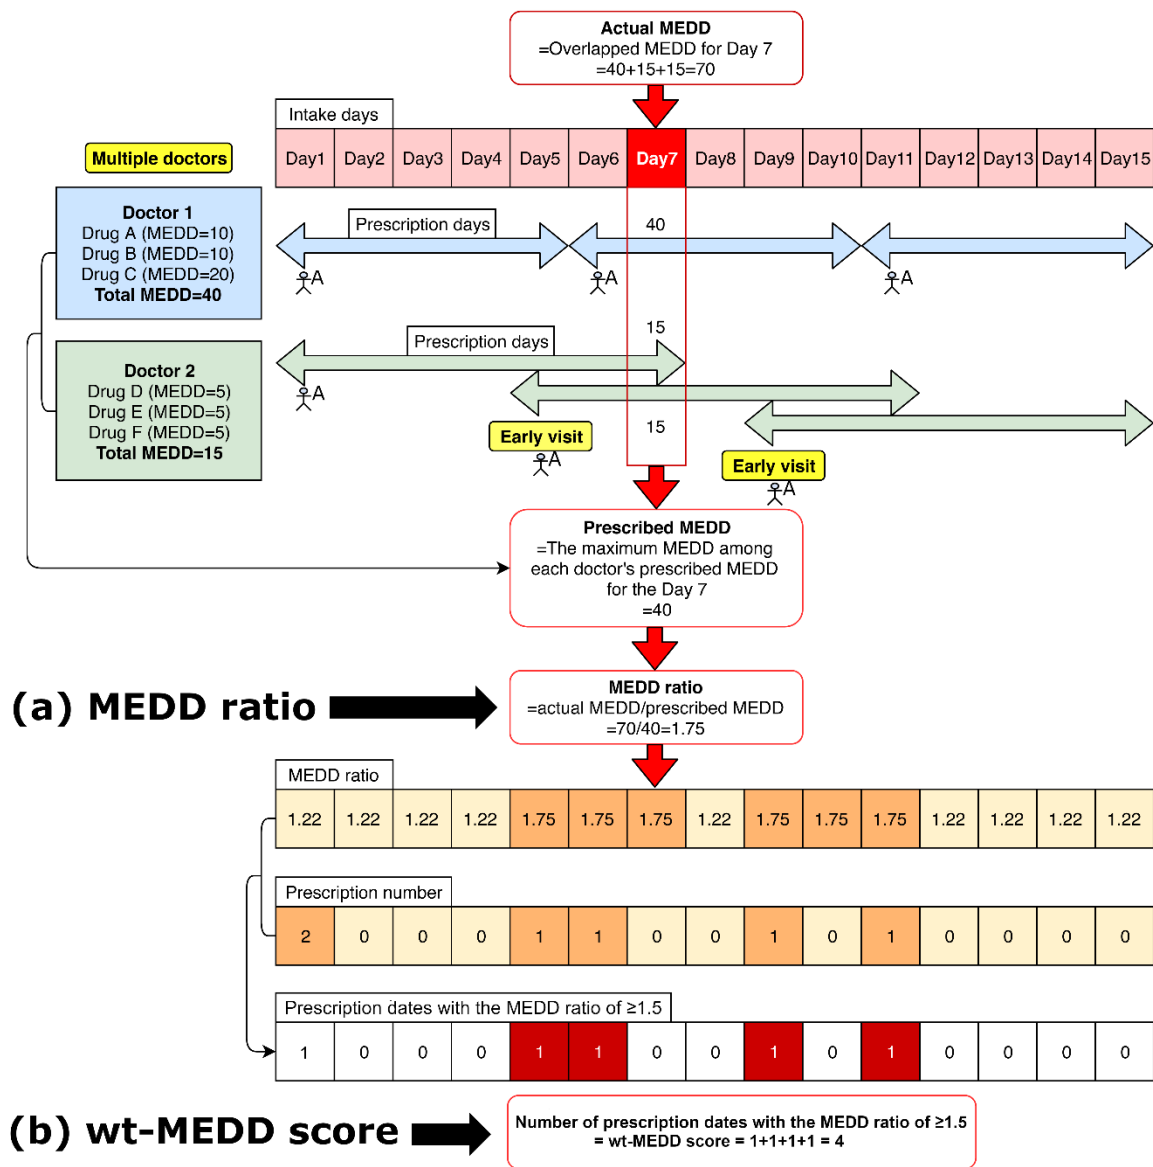 Actual MEDD
=Overlapped MEDD for Day 7
=40+15+15=70
Intake days
Multiple doctors
Day1 Day2 Day3 Day4 Day5 Day6 Day7 Day8 Day9 Day10 Day11 Day12 Day13 Day14 Day15
Doctor 1
Drug A (MEDD=10)
Drug B (MEDD=10)
Drug C (MEDD=20)
Total MEDD=40
Prescription days
40
A A A
Doctor 2
Drug D (MEDD=5)
Drug E (MEDD=5)
Drug F (MEDD=5)
Total MEDD=15
15
Prescription days
A
15
Early visit
A
Early visit
A
Prescribed MEDD
=The maximum MEDD among
each doctor's prescribed MEDD
for the Day 7
=40
(a) MEDD ratio
MEDD ratio
=actual MEDD/prescribed MEDD
=70/40=1.75
MEDD ratio
1.22 1.22 1.22 1.22 1.75 1.75 1.75 1.22 1.75 1.75 1.75 1.22 1.22 1.22 1.22
Prescription number
2 0 0 0 1 1 0 0 1 0 1 0 0 0 0
Prescription dates with the MEDD ratio of ≥1.5
1 0 0 0 1 1 0 0 1 0 1 0 0 0 0
(b) wt-MEDD score
Number of prescription dates with the MEDD ratio of ≥1.5
= wt-MEDD score = 1+1+1+1 = 4